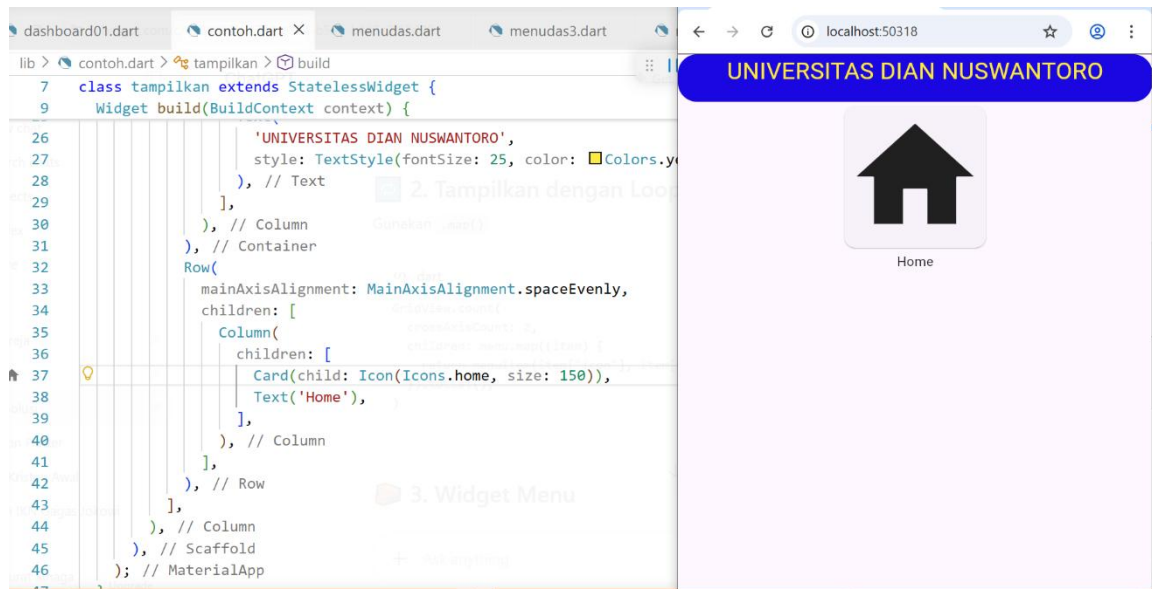 dashboard01.dart
contoh.dart
menudas.dart
menudas3.dart
lib > contoh.dart > tampilkan > build
7 class tampilkan extends StatelessWidget {
9 Widget build(BuildContext context) {
26 'UNIVERSITAS DIAN NUSWANTORO',
27 style: TextStyle(fontSize: 25, color: Colors.ye
28 ), // Text
29 ],
30 ), // Column
31 ), // Container
32 Row(
33 mainAxisAlignment: MainAxisAlignment.spaceEvenly,
34 children: [
35 Column(
36 children: [
37 Card(child: Icon(Icons.home, size: 150)),
38 Text('Home'),
39 ],
40 ), // Column
41 ],
42 ), // Row
43 ],
44 ), // Column
45 ), // Scaffold
46 ); // MaterialApp
2. Tampilkan dengan Loop
3. Widget Menu
localhost:50318
UNIVERSITAS DIAN NUSWANTORO
Home